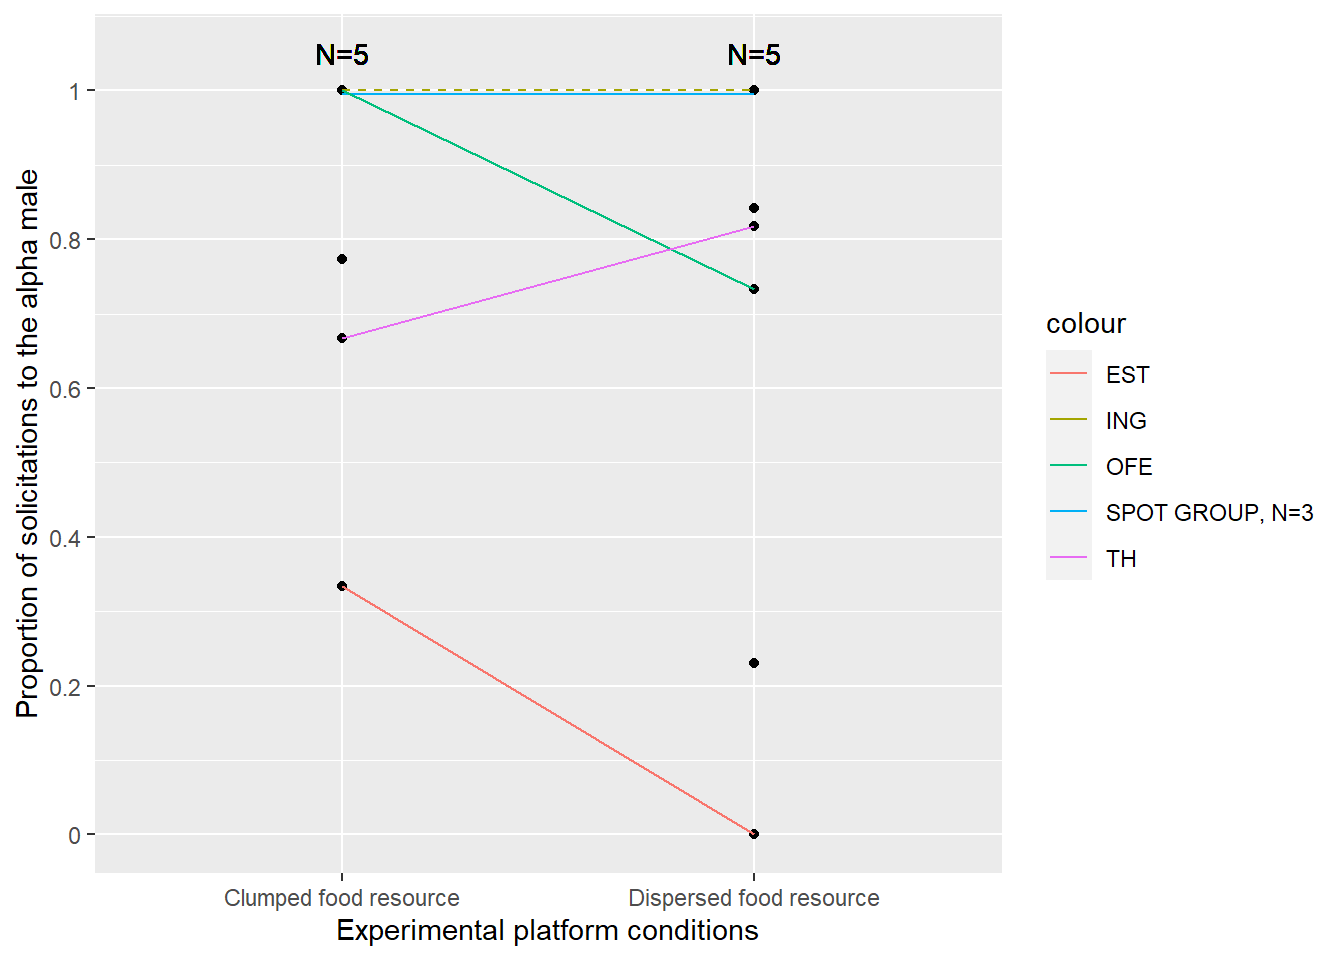 N=5 N=5
Proportion of solicitations to the alpha male
1
0.8
0.6
0.4
0.2
0
Clumped food resource Dispersed food resource
Experimental platform conditions
colour
EST
ING
OFE
SPOT GROUP, N=3
TH